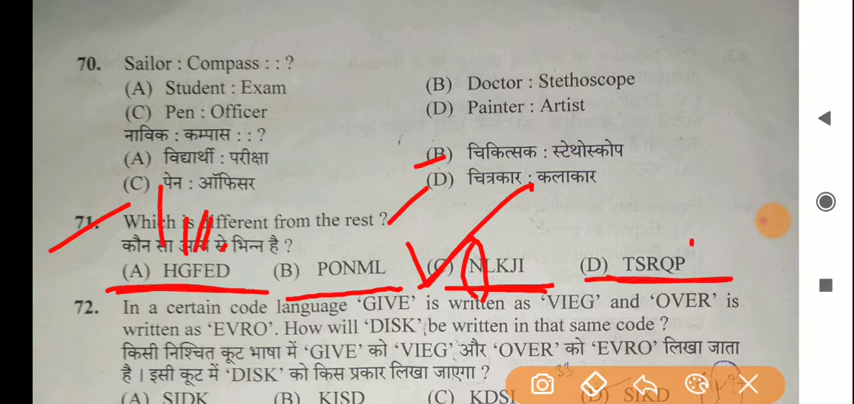 70. Sailor : Compass : : ?
(A) Student : Exam (B) Doctor : Stethoscope
(C) Pen : Officer (D) Painter : Artist
नाविक : कम्पास : : ?
(A) विद्यार्थी : परीक्षा (B) चिकित्सक : स्टेथोस्कोप
(C) पेन : ऑफिसर (D) चित्रकार : कलाकार
71. Which is different from the rest ?
कौन सा अन्य से भिन्न है ?
(A) HGFED (B) PONML (C) NLKJI (D) TSRQP
72. In a certain code language ‘GIVE’ is written as ‘VIEG’ and ‘OVER’ is
written as ‘EVRO’. How will ‘DISK’ be written in that same code ?
किसी निश्चित कूट भाषा में ‘GIVE’ को ‘VIEG’ और ‘OVER’ को ‘EVRO’ लिखा जाता
है । इसी कूट में ‘DISK’ को किस प्रकार लिखा जाएगा ?
(A) SIDK (B) KISD (C) KDSI (D) SIKD